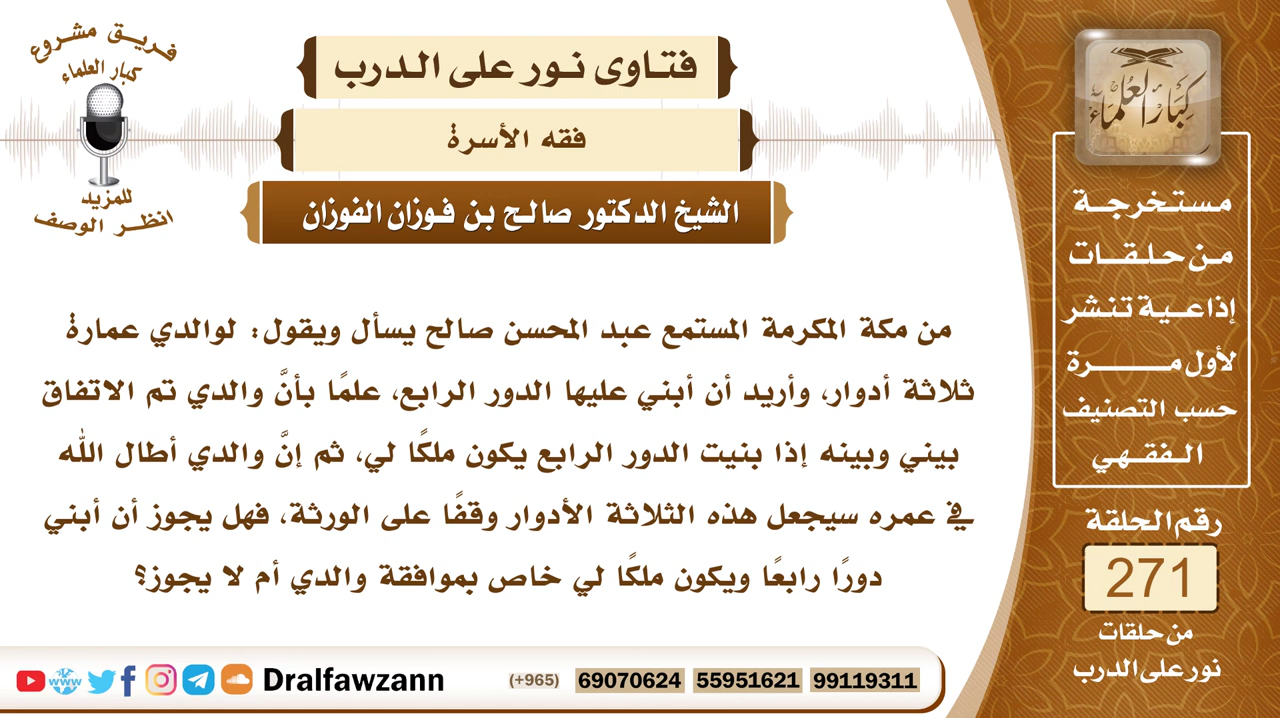 فريق مشروع
كبار العلماء
للمزيد
انظر الوصف
فتاوى نور على الدرب
فقه الأسرة
الشيخ الدكتور صالح بن فوزان الفوزان
من مكة المكرمة المستمع عبد المحسن صالح يسأل ويقول: لوالدي عمارة
ثلاثة أدوار، وأريد أن أبني عليها الدور الرابع، علمًا بأنَّ والدي تم الاتفاق
بيني وبينه إذا بنيت الدور الرابع يكون ملكًا لي، ثم إنَّ والدي أطال الله
في عمره سيجعل هذه الثلاثة الأدوار وقفًا على الورثة، فهل يجوز أن أبني
دورًا رابعًا ويكون ملكًا لي خاص بموافقة والدي أم لا يجوز؟
كبار العلماء
مستخرجة
من حلقات
إذاعية تنشر
لأول مرة
حسب التصنيف
الفقهي
رقم الحلقة
271
من حلقات
نور على الدرب
www Dralfawzann (+965) 69070624 55951621 99119311